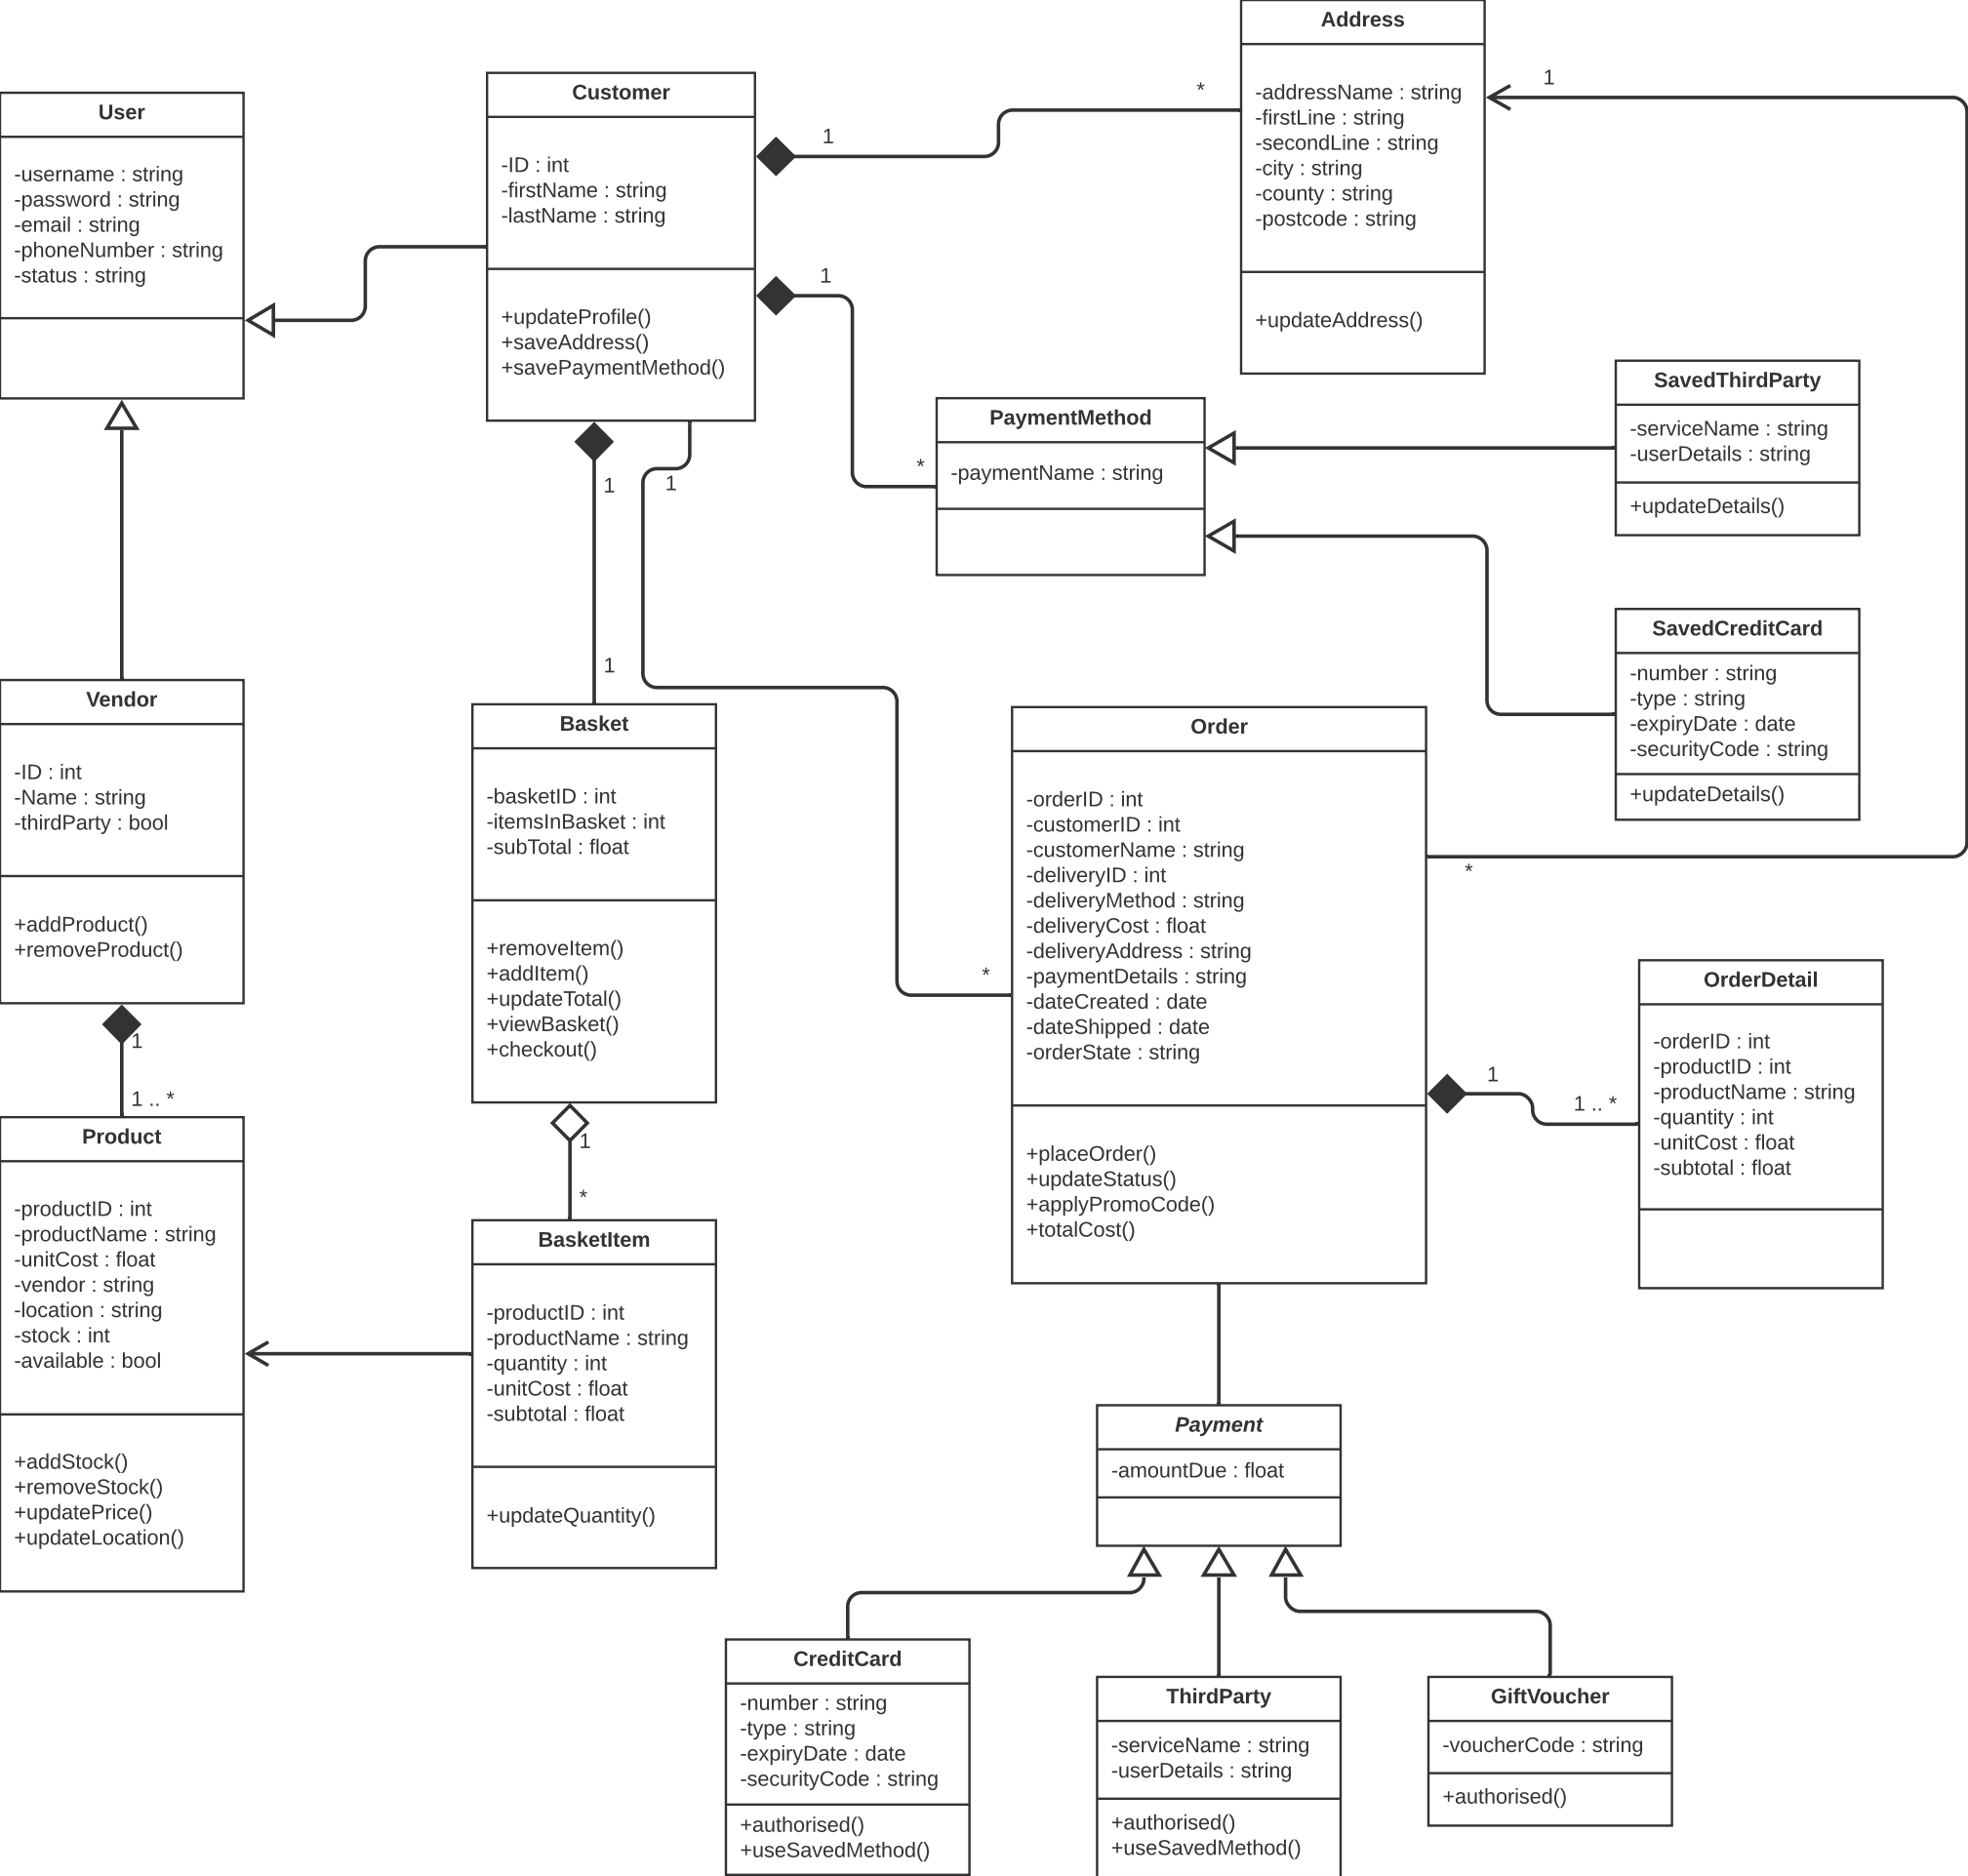 User
-username : string
-password : string
-email : string
-phoneNumber : string
-status : string
Customer
-ID : int
-firstName : string
-lastName : string
+updateProfile()
+saveAddress()
+savePaymentMethod()
1
*
Address
-addressName : string
-firstLine : string
-secondLine : string
-city : string
-county : string
-postcode : string
+updateAddress()
1
1
*
PaymentMethod
-paymentName : string
SavedThirdParty
-serviceName : string
-userDetails : string
+updateDetails()
SavedCreditCard
-number : string
-type : string
-expiryDate : date
-securityCode : string
+updateDetails()
1
1
1
*
Vendor
-ID : int
-Name : string
-thirdParty : bool
+addProduct()
+removeProduct()
1
1 .. *
Product
-productID : int
-productName : string
-unitCost : float
-vendor : string
-location : string
-stock : int
-available : bool
+addStock()
+removeStock()
+updatePrice()
+updateLocation()
Basket
-basketID : int
-itemsInBasket : int
-subTotal : float
+removeItem()
+addItem()
+updateTotal()
+viewBasket()
+checkout()
1
*
BasketItem
-productID : int
-productName : string
-quantity : int
-unitCost : float
-subtotal : float
+updateQuantity()
Order
-orderID : int
-customerID : int
-customerName : string
-deliveryID : int
-deliveryMethod : string
-deliveryCost : float
-deliveryAddress : string
-paymentDetails : string
-dateCreated : date
-dateShipped : date
-orderState : string
+placeOrder()
+updateStatus()
+applyPromoCode()
+totalCost()
*
1
1 .. *
OrderDetail
-orderID : int
-productID : int
-productName : string
-quantity : int
-unitCost : float
-subtotal : float
Payment
-amountDue : float
CreditCard
-number : string
-type : string
-expiryDate : date
-securityCode : string
+authorised()
+useSavedMethod()
ThirdParty
-serviceName : string
-userDetails : string
+authorised()
+useSavedMethod()
GiftVoucher
-voucherCode : string
+authorised()